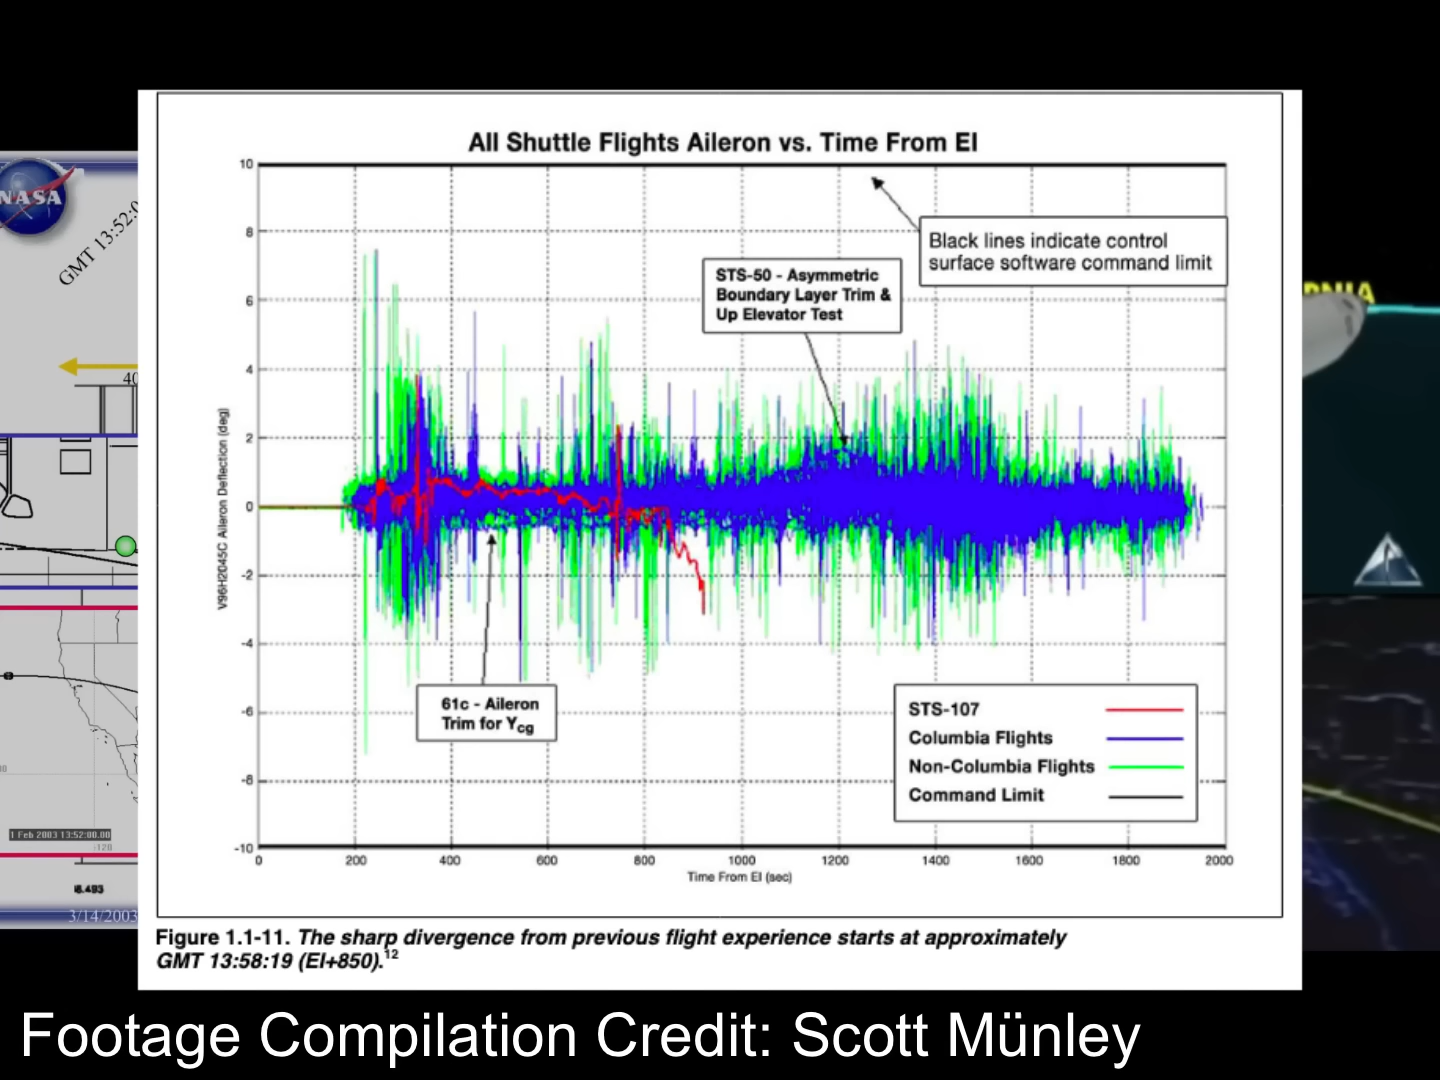 NASA
GMT 13:52:0
40
1 Feb 2003 13:52:00.00
-120
3/14/2003
All Shuttle Flights Aileron vs. Time From EI
10
8
6
4
2
0
-2
-4
-6
-8
-10
V96H2045C Aileron Deflection (deg)
Black lines indicate control
surface software command limit
STS-50 - Asymmetric
Boundary Layer Trim &
Up Elevator Test
61c - Aileron
Trim for Ycg
STS-107
Columbia Flights
Non-Columbia Flights
Command Limit
0 200 400 600 800 1000 1200 1400 1600 1800 2000
Time From EI (sec)
Figure 1.1-11. The sharp divergence from previous flight experience starts at approximately
GMT 13:58:19 (EI+850).12
Footage Compilation Credit: Scott Münley